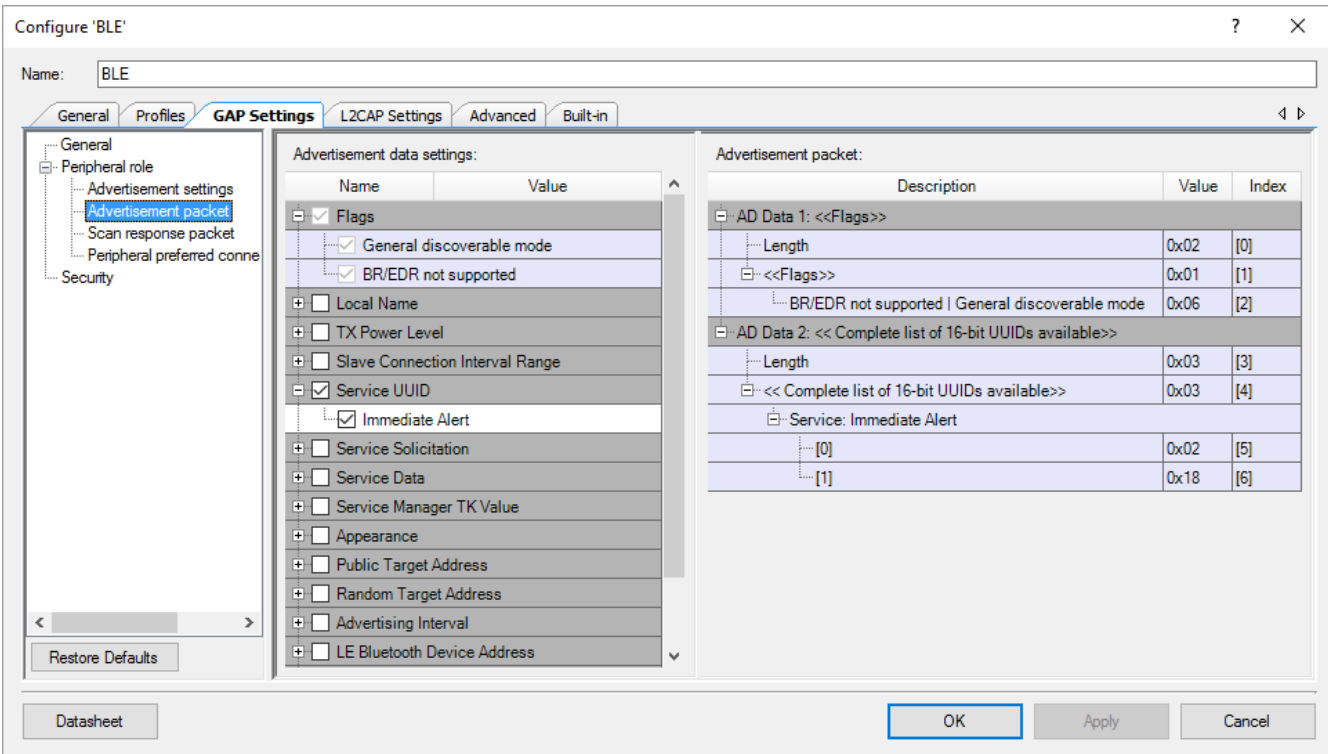 Configure 'BLE'
?
Name: BLE
General Profiles GAP Settings L2CAP Settings Advanced Built-in
General
Peripheral role
Advertisement settings
Advertisement packet
Scan response packet
Peripheral preferred conne
Security
Restore Defaults
Advertisement data settings:
Name Value
Flags
General discoverable mode
BR/EDR not supported
Local Name
TX Power Level
Slave Connection Interval Range
Service UUID
Immediate Alert
Service Solicitation
Service Data
Service Manager TK Value
Appearance
Public Target Address
Random Target Address
Advertising Interval
LE Bluetooth Device Address
Advertisement packet:
Description Value Index
AD Data 1: <<Flags>>
Length 0x02 [0]
<<Flags>> 0x01 [1]
BR/EDR not supported | General discoverable mode 0x06 [2]
AD Data 2: << Complete list of 16-bit UUIDs available>>
Length 0x03 [3]
<< Complete list of 16-bit UUIDs available>> 0x03 [4]
Service: Immediate Alert
[0] 0x02 [5]
[1] 0x18 [6]
Datasheet OK Apply Cancel